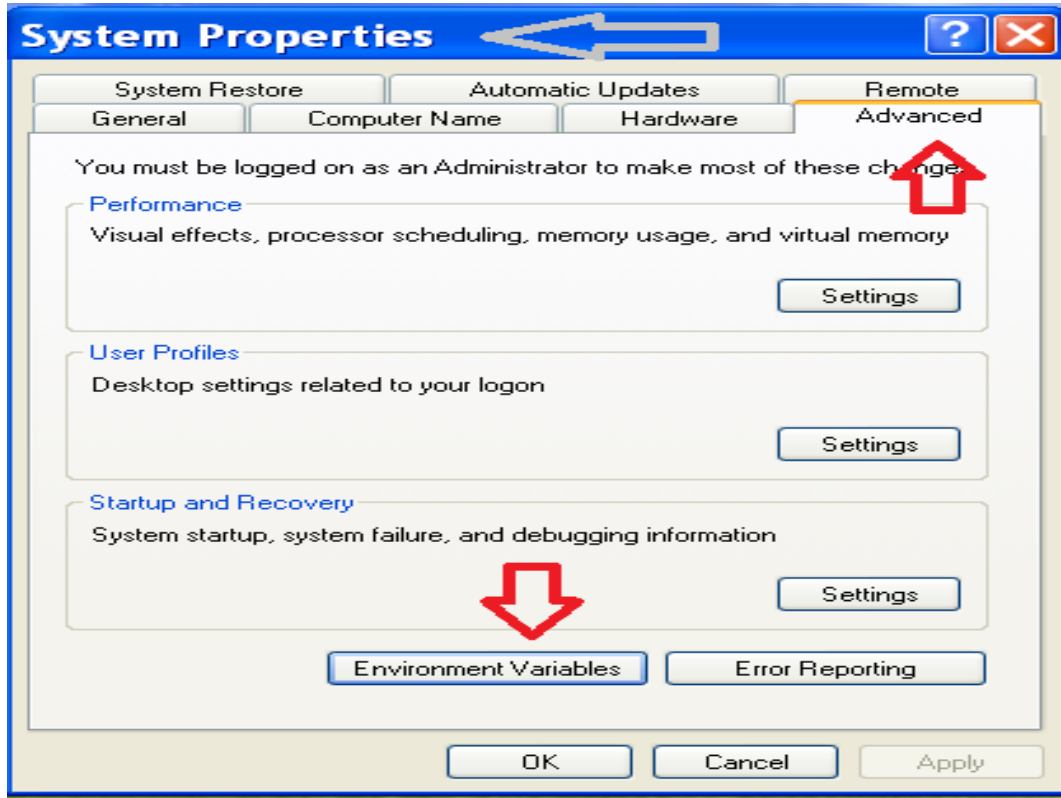 System Properties
System Restore Automatic Updates Remote
General Computer Name Hardware Advanced
You must be logged on as an Administrator to make most of these
Performance
Visual effects, processor scheduling, memory usage, and virtual memory
Settings
User Profiles
Desktop settings related to your logon
Settings
Startup and Recovery
System startup, system failure, and debugging information
Settings
Environment Variables Error Reporting
OK Cancel Apply